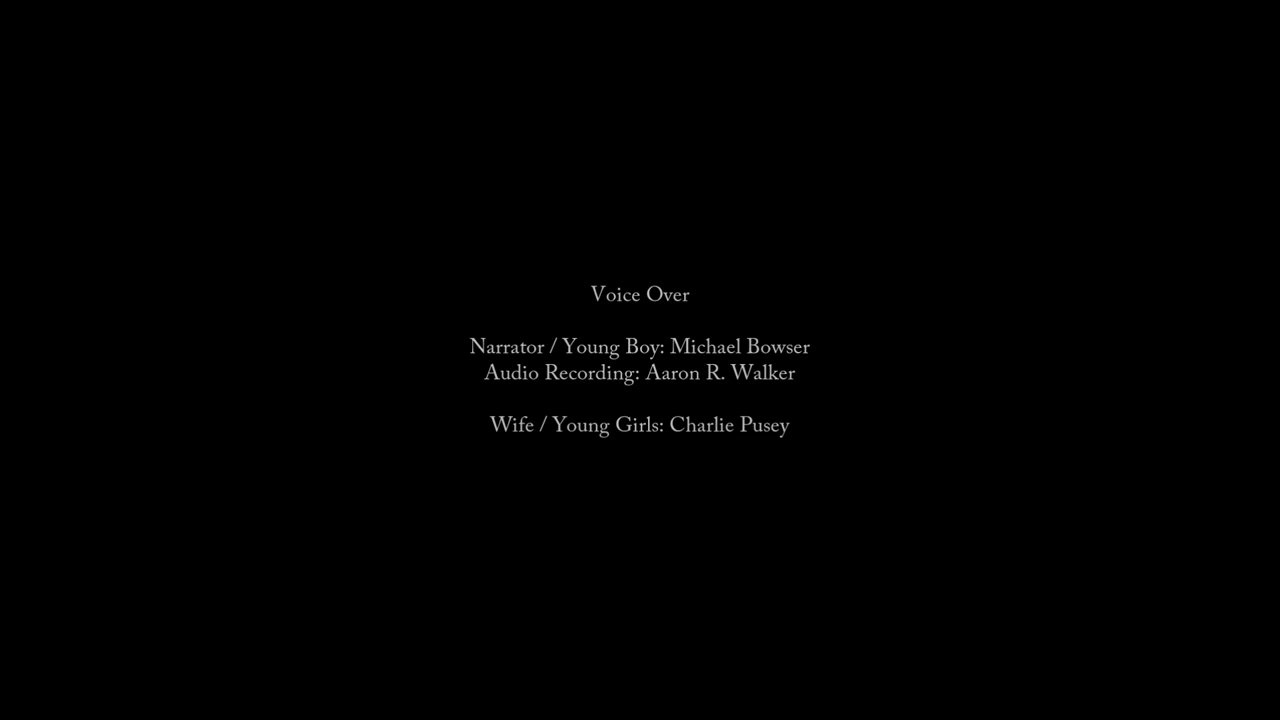 Voice Over
Narrator / Young Boy: Michael Bowser
Audio Recording: Aaron R. Walker
Wife / Young Girls: Charlie Pusey